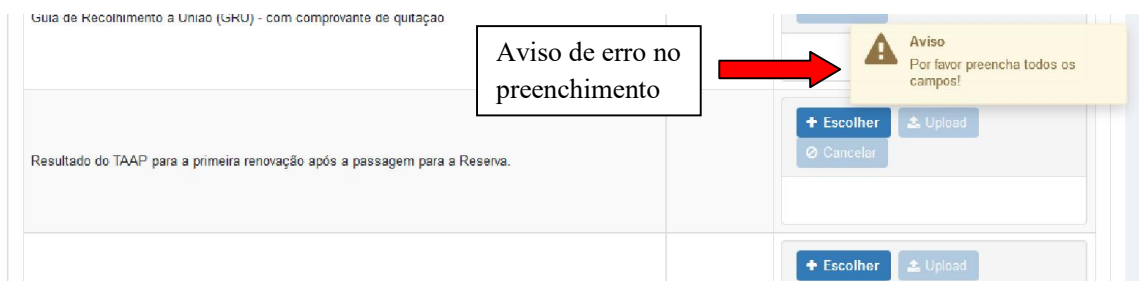 Guia de Recolhimento à União (GRU) - com comprovante de quitação
Aviso de erro no
preenchimento
Aviso
Por favor preencha todos os
campos!
Resultado do TAAP para a primeira renovação após a passagem para a Reserva.
Escolher
Upload
Cancelar
Escolher
Upload